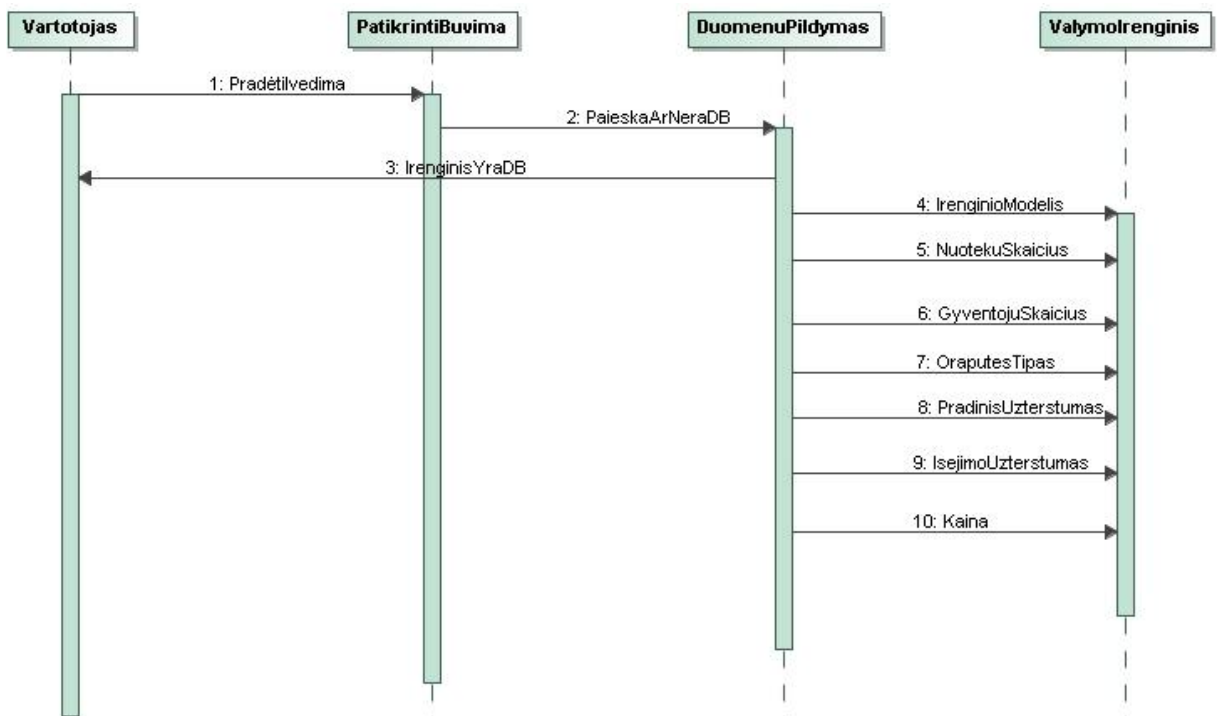 Vartotojas
PatikrintiBuvima
DuomenuPildymas
ValymoIrenginis
1: PradėtiIvedima
2: PaieskaArNeraDB
3: IrenginisYraDB
4: IrenginioModelis
5: NuotekuSkaicius
6: GyventojuSkaicius
7: OraputesTipas
8: PradinisUzterstumas
9: IsejimoUzterstumas
10: Kaina